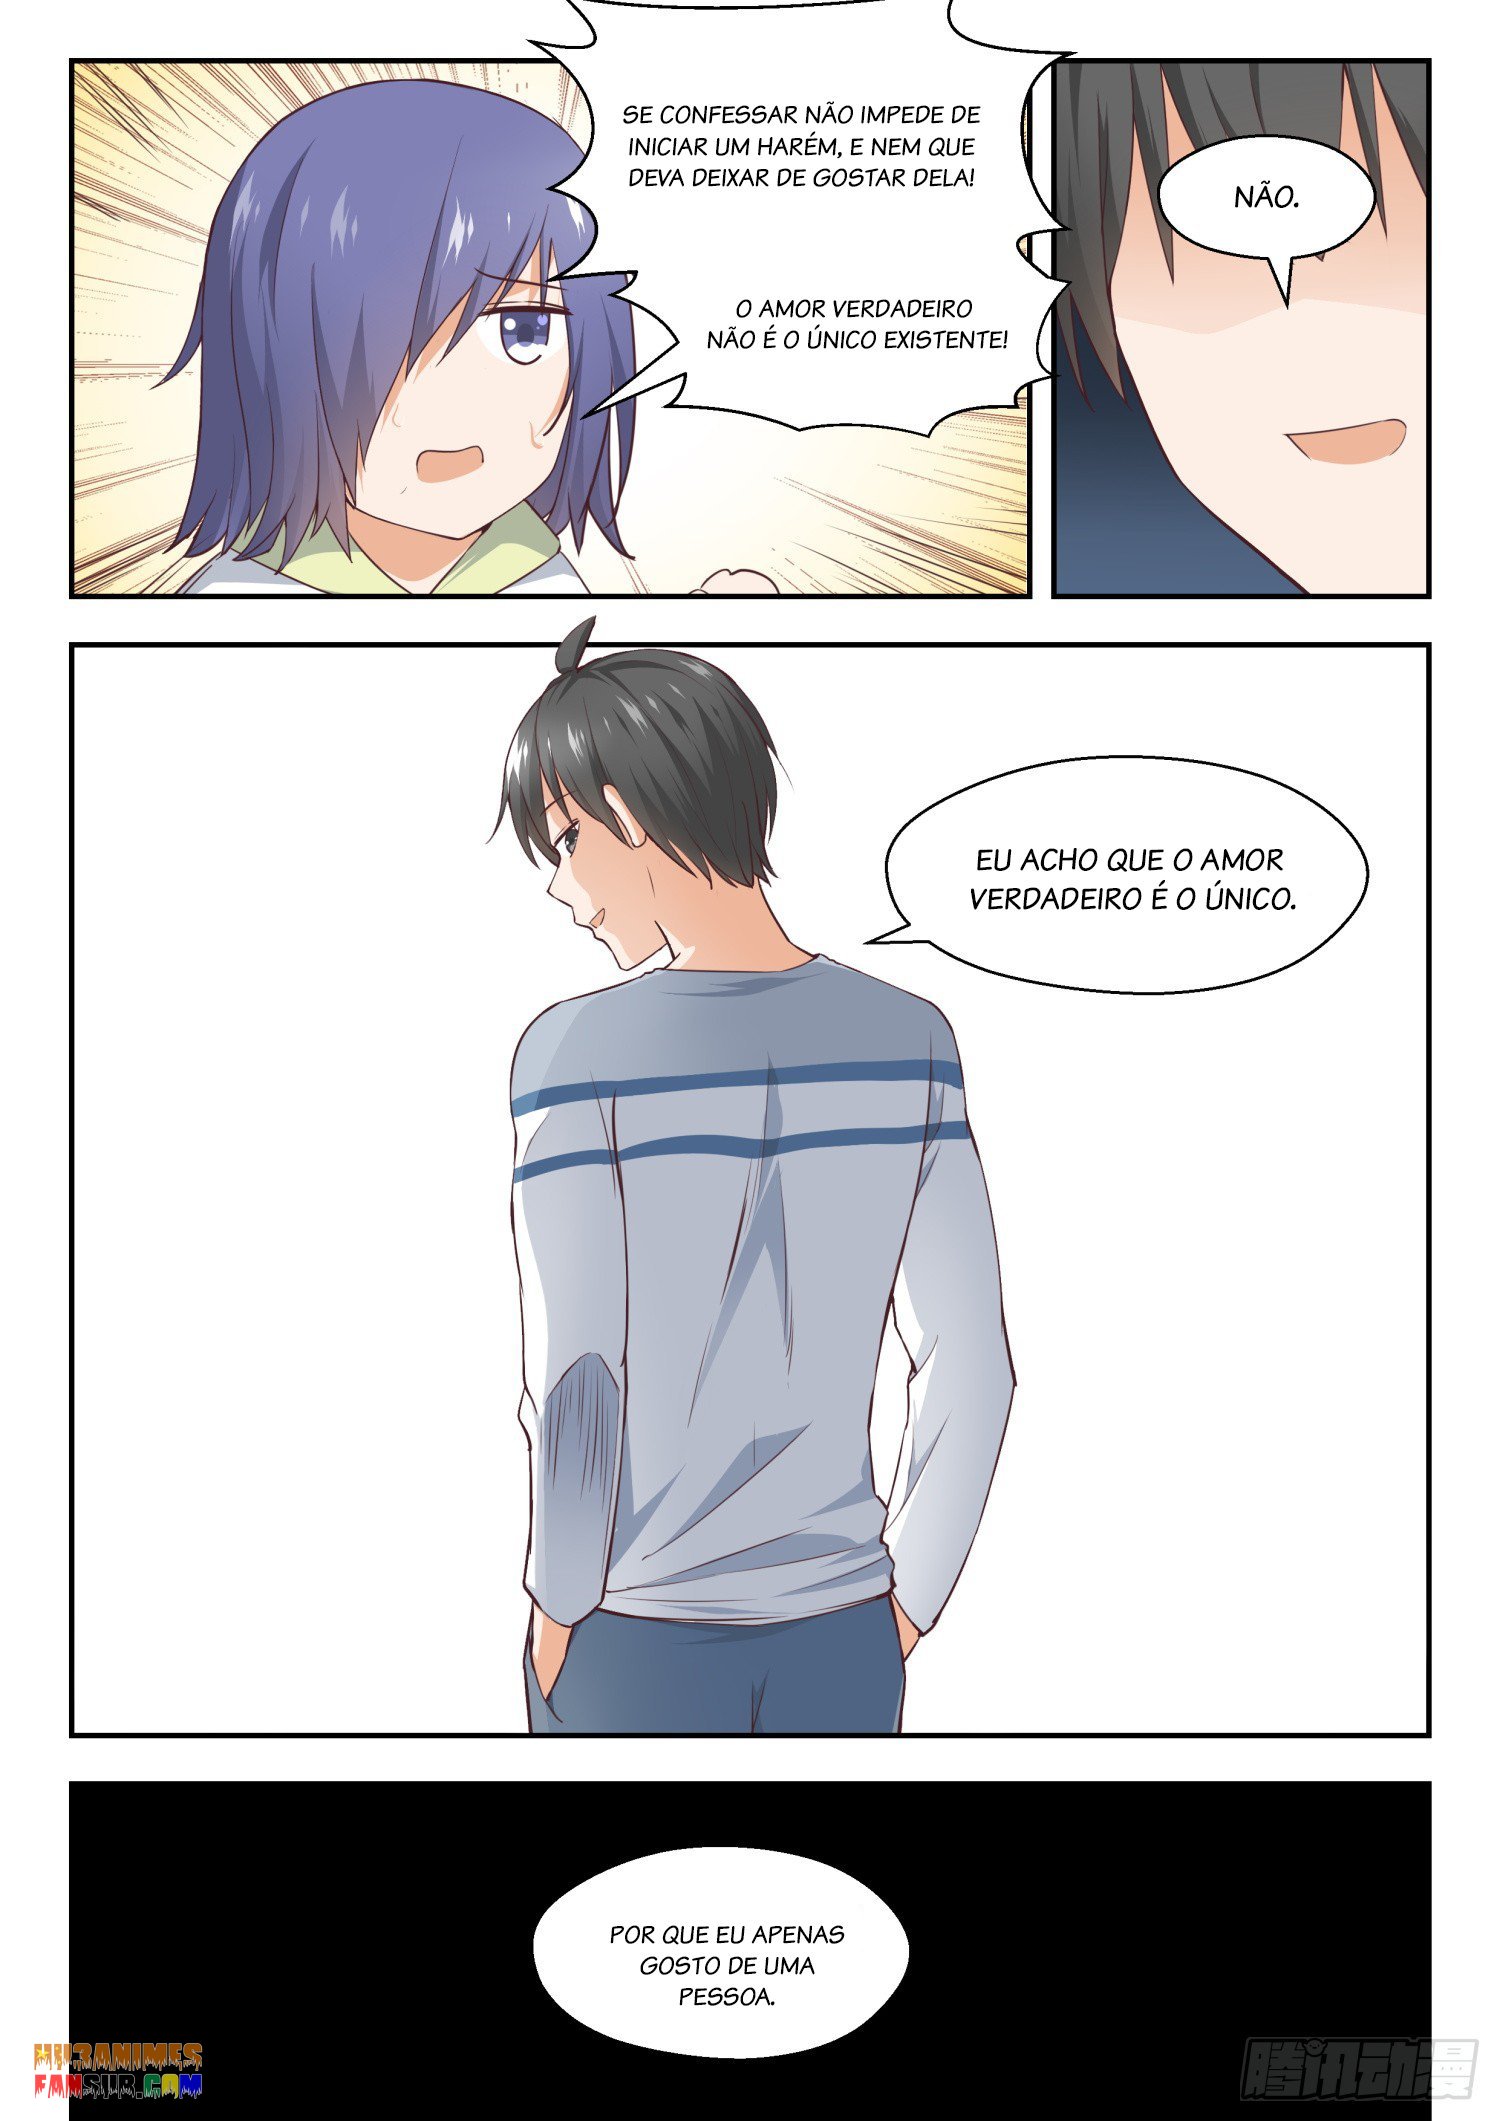 SE CONFESSAR NÃO IMPEDE DE
INICIAR UM HARÉM, E NEM QUE
DEVA DEIXAR DE GOSTAR DELA!
O AMOR VERDADEIRO
NÃO É O ÚNICO EXISTENTE!
NÃO.
EU ACHO QUE O AMOR
VERDADEIRO É O ÚNICO.
POR QUE EU APENAS
GOSTO DE UMA
PESSOA.
FANSUB.COM
腾讯动漫